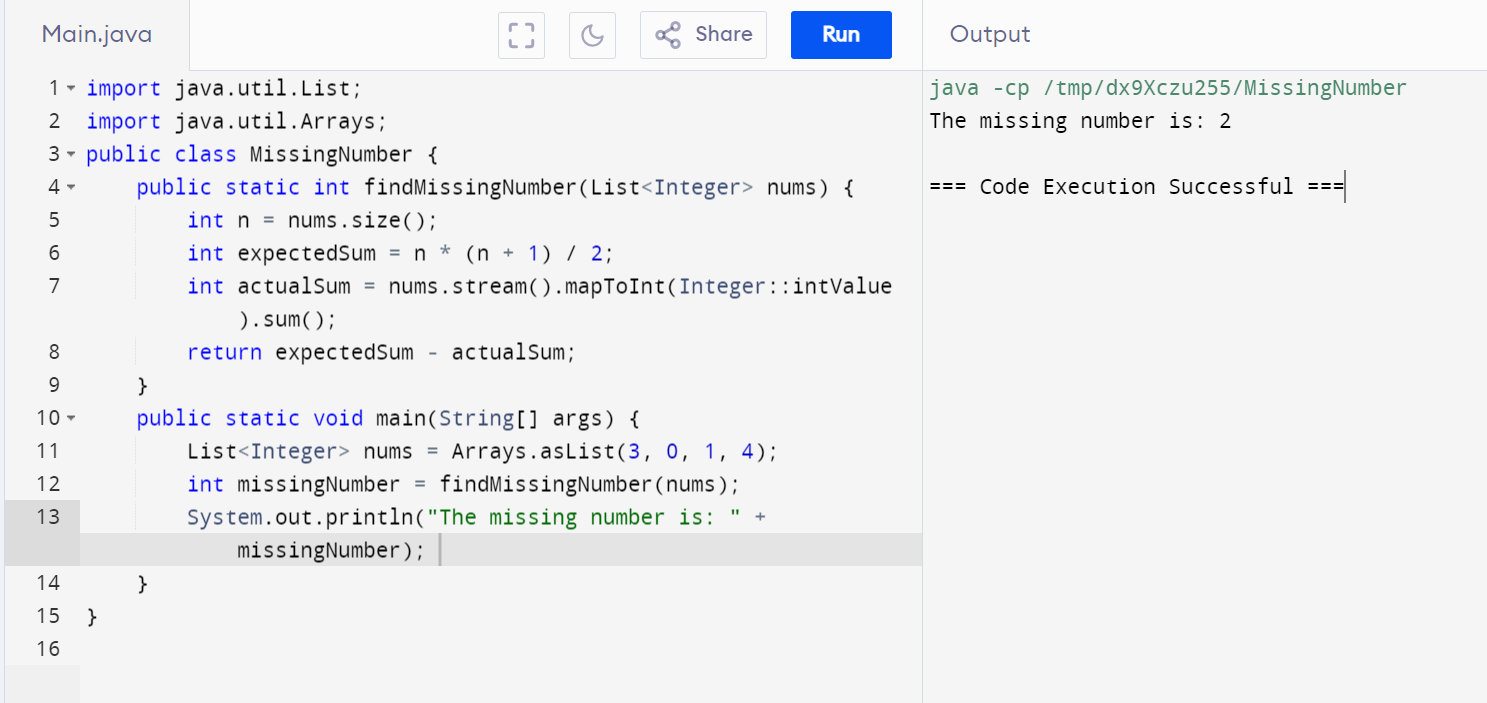 Main.java
Share
Run
Output
1 import java.util.List;
2 import java.util.Arrays;
3 public class MissingNumber {
4 public static int findMissingNumber(List<Integer> nums) {
5 int n = nums.size();
6 int expectedSum = n * (n + 1) / 2;
7 int actualSum = nums.stream().mapToInt(Integer::intValue
).sum();
8 return expectedSum - actualSum;
9 }
10 public static void main(String[] args) {
11 List<Integer> nums = Arrays.asList(3, 0, 1, 4);
12 int missingNumber = findMissingNumber(nums);
13 System.out.println("The missing number is: " +
missingNumber);
14 }
15 }
16
java -cp /tmp/dx9Xczu255/MissingNumber
The missing number is: 2
=== Code Execution Successful ===